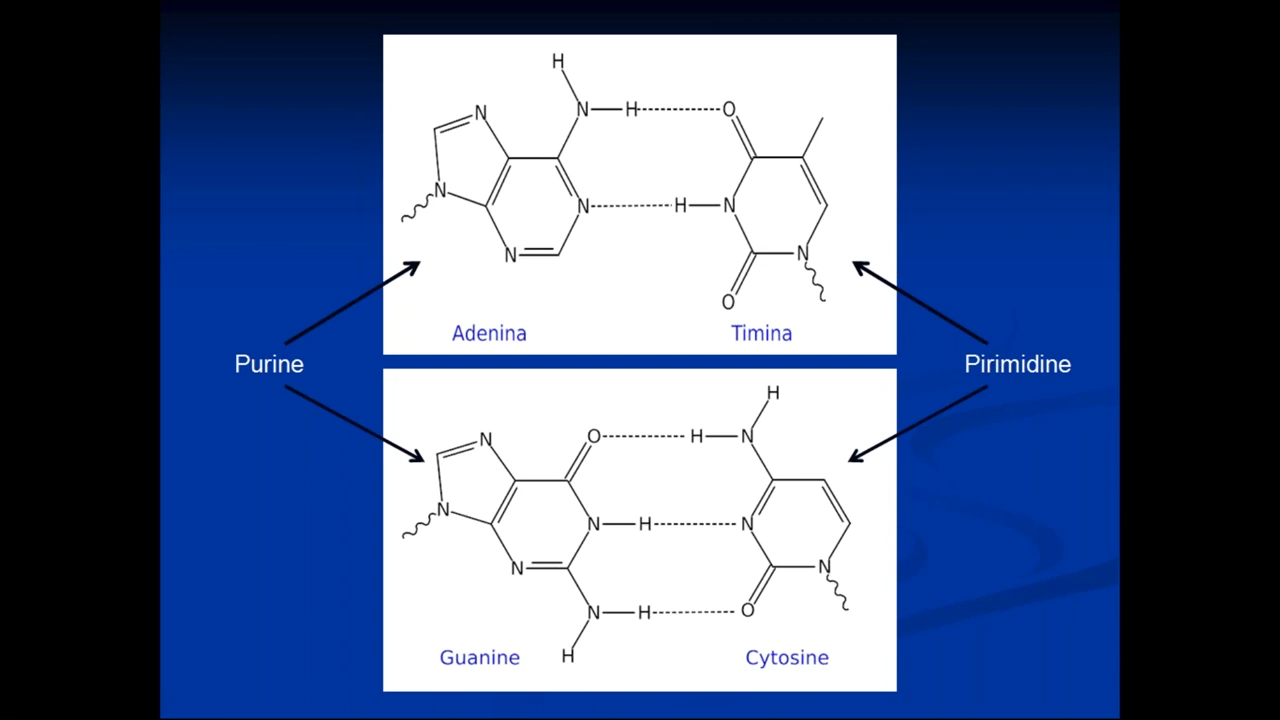 H
N
N H O
N
N H N
N N
O
Adenina Timina
Purine Pirimidine
H
N O H N
N
N H N
N N
N H O
H
Guanine Cytosine